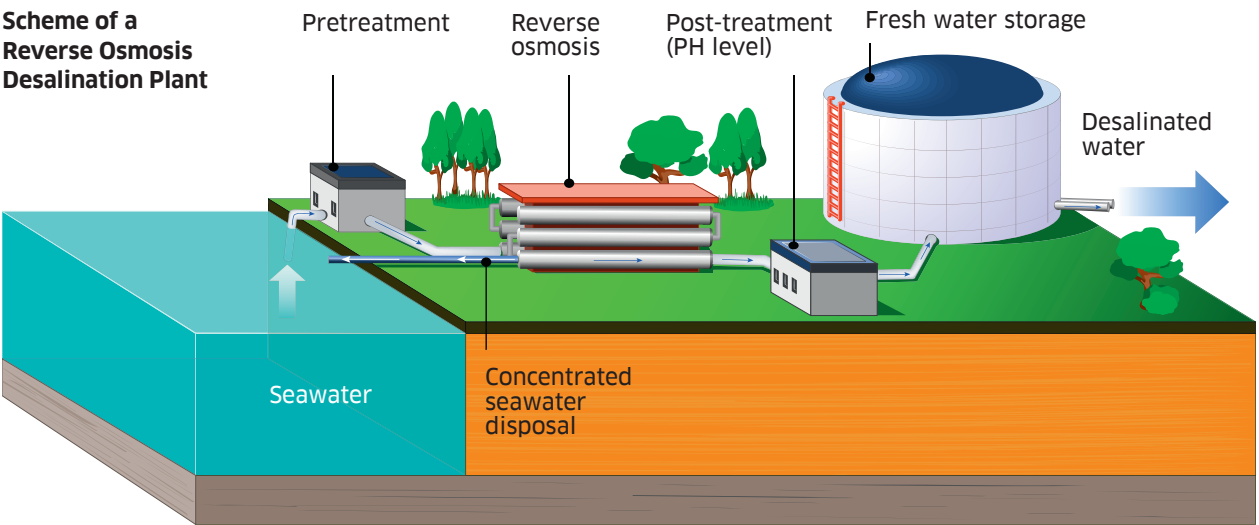 Scheme of a
Reverse Osmosis
Desalination Plant
Pretreatment
Reverse
osmosis
Post-treatment
(PH level)
Fresh water storage
Desalinated
water
Seawater
Concentrated
seawater
disposal